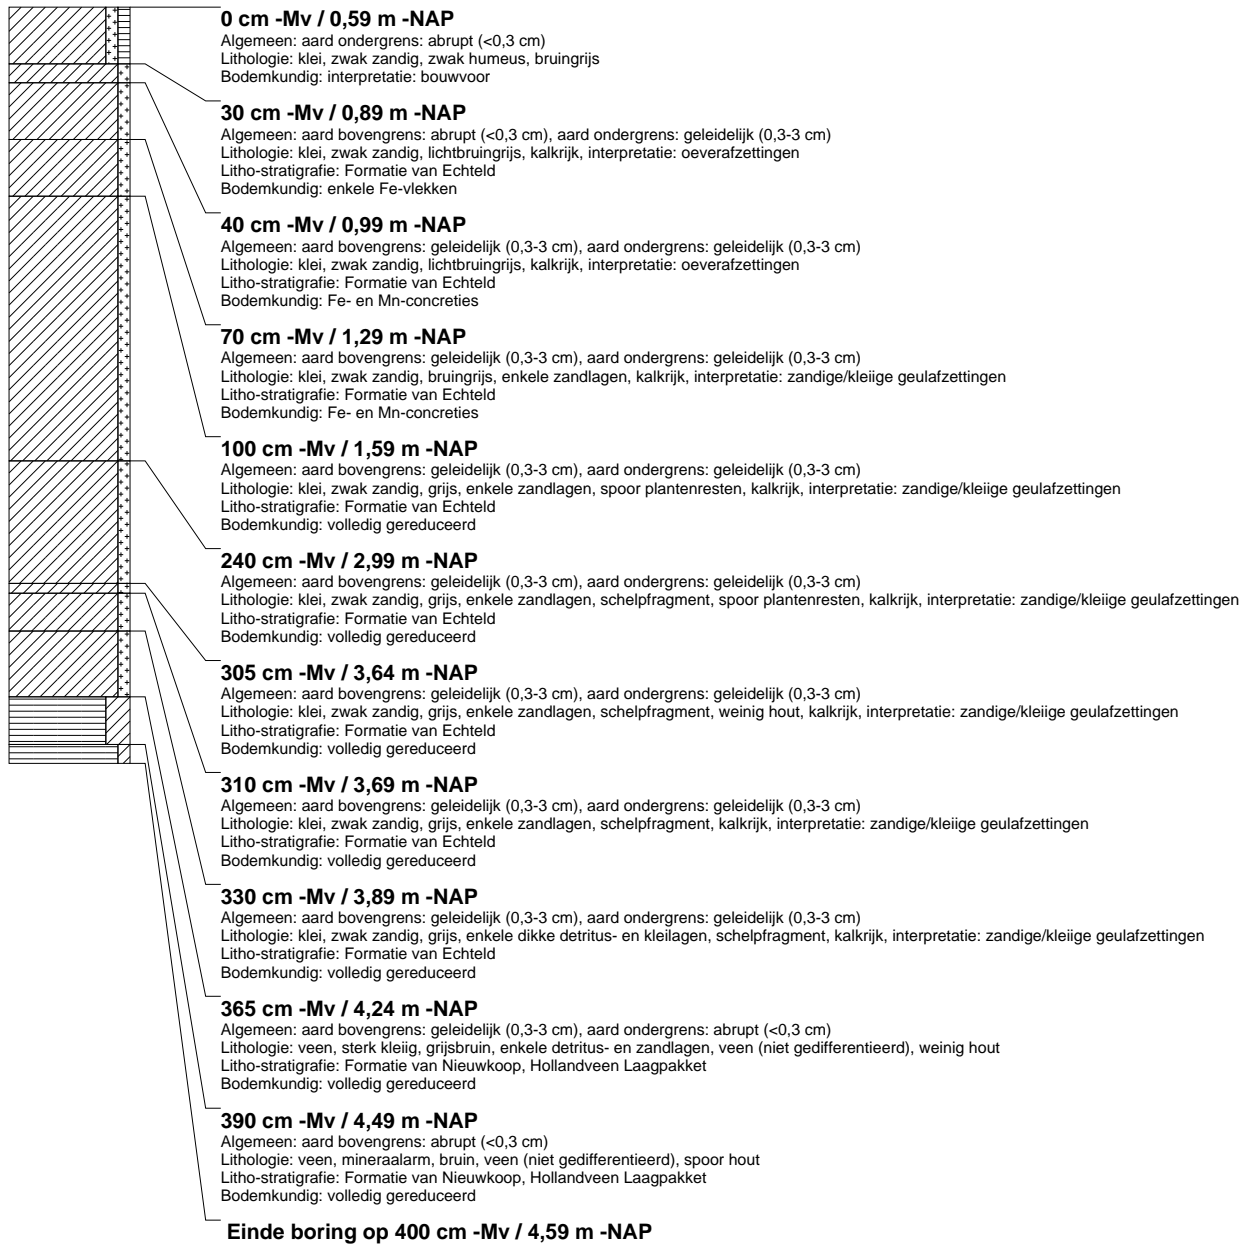 0 cm -Mv / 0,59 m -NAP
Algemeen: aard ondergrens: abrupt (<0,3 cm)
Lithologie: klei, zwak zandig, zwak humeus, bruingrijs
Bodemkundig: interpretatie: bouwvoor
30 cm -Mv / 0,89 m -NAP
Algemeen: aard bovengrens: abrupt (<0,3 cm), aard ondergrens: geleidelijk (0,3-3 cm)
Lithologie: klei, zwak zandig, lichtbruingrijs, kalkrijk, interpretatie: oeverafzettingen
Litho-stratigrafie: Formatie van Echteld
Bodemkundig: enkele Fe-vlekken
40 cm -Mv / 0,99 m -NAP
Algemeen: aard bovengrens: geleidelijk (0,3-3 cm), aard ondergrens: geleidelijk (0,3-3 cm)
Lithologie: klei, zwak zandig, lichtbruingrijs, kalkrijk, interpretatie: oeverafzettingen
Litho-stratigrafie: Formatie van Echteld
Bodemkundig: Fe- en Mn-concreties
70 cm -Mv / 1,29 m -NAP
Algemeen: aard bovengrens: geleidelijk (0,3-3 cm), aard ondergrens: geleidelijk (0,3-3 cm)
Lithologie: klei, zwak zandig, bruingrijs, enkele zandlagen, kalkrijk, interpretatie: zandige/kleiige geulafzettingen
Litho-stratigrafie: Formatie van Echteld
Bodemkundig: Fe- en Mn-concreties
100 cm -Mv / 1,59 m -NAP
Algemeen: aard bovengrens: geleidelijk (0,3-3 cm), aard ondergrens: geleidelijk (0,3-3 cm)
Lithologie: klei, zwak zandig, grijs, enkele zandlagen, spoor plantenresten, kalkrijk, interpretatie: zandige/kleiige geulafzettingen
Litho-stratigrafie: Formatie van Echteld
Bodemkundig: volledig gereduceerd
240 cm -Mv / 2,99 m -NAP
Algemeen: aard bovengrens: geleidelijk (0,3-3 cm), aard ondergrens: geleidelijk (0,3-3 cm)
Lithologie: klei, zwak zandig, grijs, enkele zandlagen, schelpfragment, spoor plantenresten, kalkrijk, interpretatie: zandige/kleiige geulafzettingen
Litho-stratigrafie: Formatie van Echteld
Bodemkundig: volledig gereduceerd
305 cm -Mv / 3,64 m -NAP
Algemeen: aard bovengrens: geleidelijk (0,3-3 cm), aard ondergrens: geleidelijk (0,3-3 cm)
Lithologie: klei, zwak zandig, grijs, enkele zandlagen, schelpfragment, weinig hout, kalkrijk, interpretatie: zandige/kleiige geulafzettingen
Litho-stratigrafie: Formatie van Echteld
Bodemkundig: volledig gereduceerd
310 cm -Mv / 3,69 m -NAP
Algemeen: aard bovengrens: geleidelijk (0,3-3 cm), aard ondergrens: geleidelijk (0,3-3 cm)
Lithologie: klei, zwak zandig, grijs, enkele zandlagen, schelpfragment, kalkrijk, interpretatie: zandige/kleiige geulafzettingen
Litho-stratigrafie: Formatie van Echteld
Bodemkundig: volledig gereduceerd
330 cm -Mv / 3,89 m -NAP
Algemeen: aard bovengrens: geleidelijk (0,3-3 cm), aard ondergrens: geleidelijk (0,3-3 cm)
Lithologie: klei, zwak zandig, grijs, enkele dikke detritus- en kleilagen, schelpfragment, kalkrijk, interpretatie: zandige/kleiige geulafzettingen
Litho-stratigrafie: Formatie van Echteld
Bodemkundig: volledig gereduceerd
365 cm -Mv / 4,24 m -NAP
Algemeen: aard bovengrens: geleidelijk (0,3-3 cm), aard ondergrens: abrupt (<0,3 cm)
Lithologie: veen, sterk kleiig, grijsbruin, enkele detritus- en zandlagen, veen (niet gedifferentieerd), weinig hout
Litho-stratigrafie: Formatie van Nieuwkoop, Hollandveen Laagpakket
Bodemkundig: volledig gereduceerd
390 cm -Mv / 4,49 m -NAP
Algemeen: aard bovengrens: abrupt (<0,3 cm)
Lithologie: veen, mineraalarm, bruin, veen (niet gedifferentieerd), spoor hout
Litho-stratigrafie: Formatie van Nieuwkoop, Hollandveen Laagpakket
Bodemkundig: volledig gereduceerd
Einde boring op 400 cm -Mv / 4,59 m -NAP